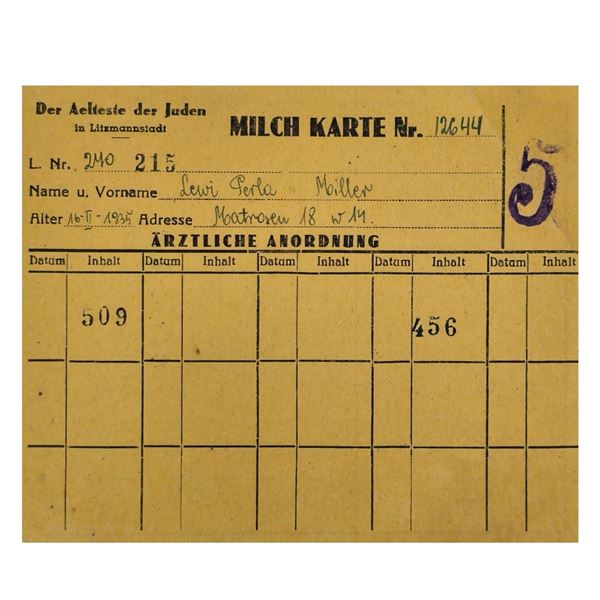 Der Aelteste der Juden
in Litzmannstadt
MILCH KARTE Nr. 12644
5
L. Nr. 240 215
Name u. Vorname Lewi Perla Miller
Alter 16-II-1935 Adresse Matrosen 18 w 14.
ÄRZTLICHE ANORDNUNG
Datum Inhalt Datum Inhalt Datum Inhalt Datum Inhalt Datum Inhalt
509 456